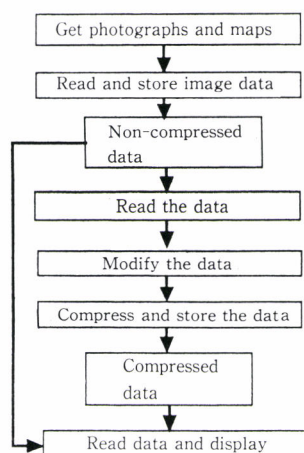 Get photographs and maps
Read and store image data
Non-compressed
data
Read the data
Modify the data
Compress and store the data
Compressed
data
Read data and display